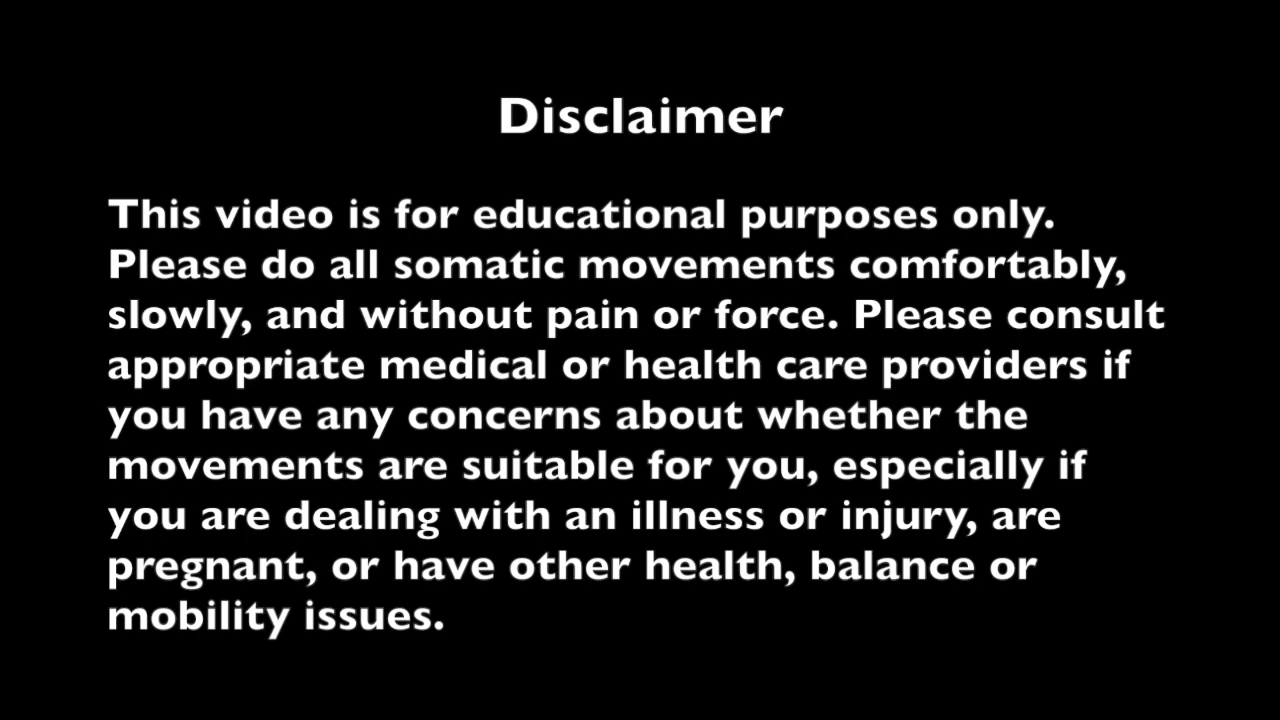 Disclaimer
This video is for educational purposes only.
Please do all somatic movements comfortably,
slowly, and without pain or force. Please consult
appropriate medical or health care providers if
you have any concerns about whether the
movements are suitable for you, especially if
you are dealing with an illness or injury, are
pregnant, or have other health, balance or
mobility issues.